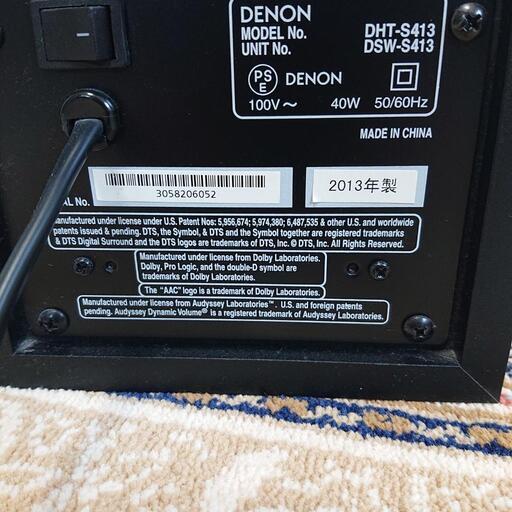 DENON
MODEL No. DHT-S413
UNIT No. DSW-S413
PS
E DENON
100V～ 40W 50/60Hz
MADE IN CHINA
3058206052
2013年製
AL No.
Manufactured under license under U.S. Patent Nos: 5,956,674; 5,974,380; 6,487,535 & other U.S. and worldwide
patents issued & pending. DTS, the Symbol, & DTS and the Symbol together are registered trademarks
& DTS Digital Surround and the DTS logos are trademarks of DTS, Inc. © DTS, Inc. All Rights Reserved.
Manufactured under license from Dolby Laboratories.
Dolby, Pro Logic, and the double-D symbol are
trademarks of Dolby Laboratories.
The "AAC" logo is a trademark of Dolby Laboratories.
Manufactured under license from Audyssey Laboratories™. U.S. and foreign patents
pending. Audyssey Dynamic Volume® is a registered trademark of Audyssey Laboratories.